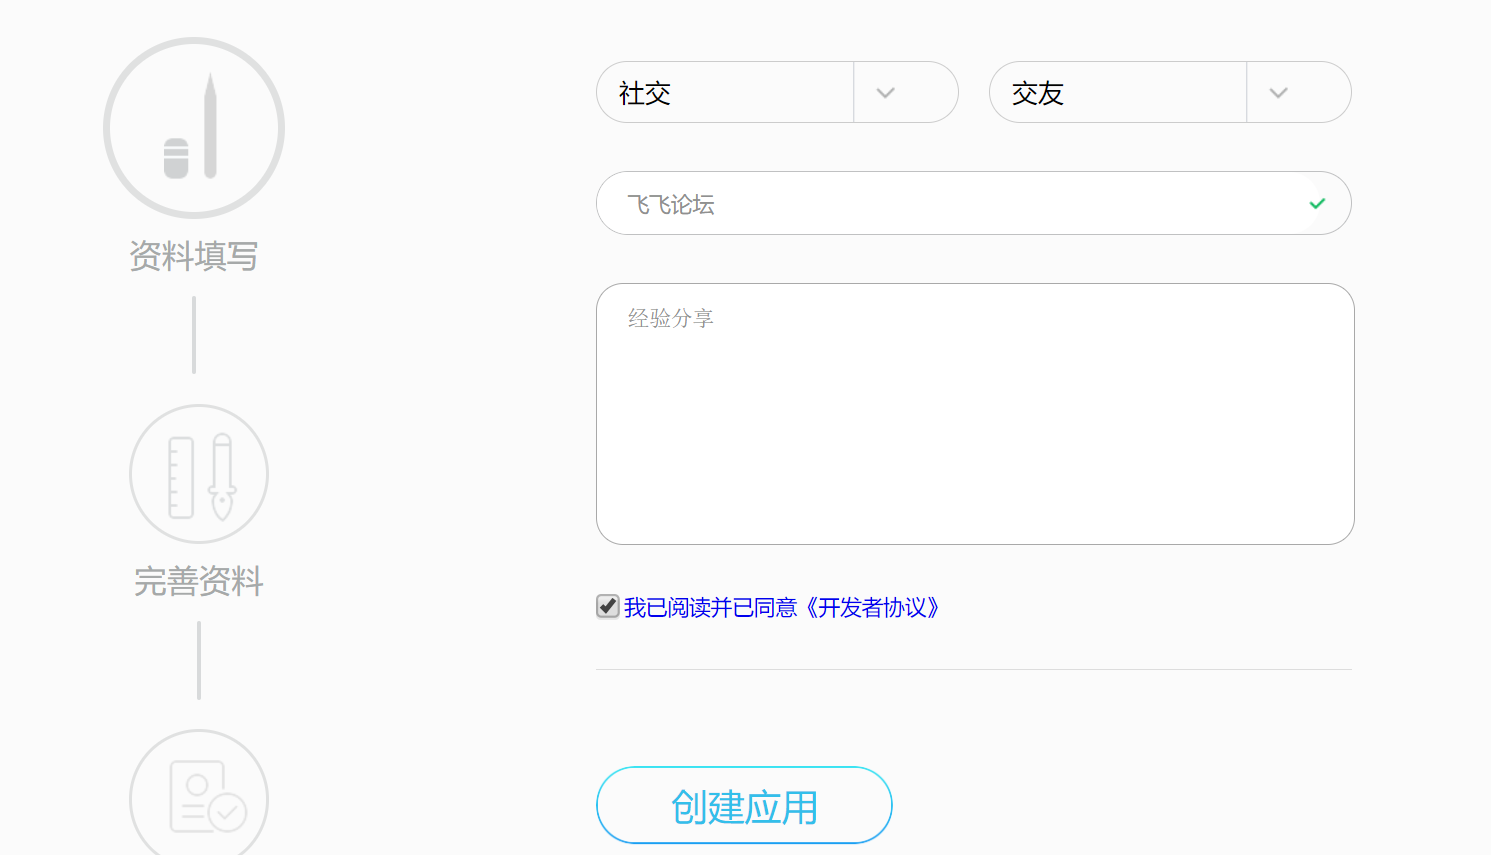 社交
交友
飞飞论坛
资料填写
经验分享
完善资料
我已阅读并已同意《开发者协议》
创建应用